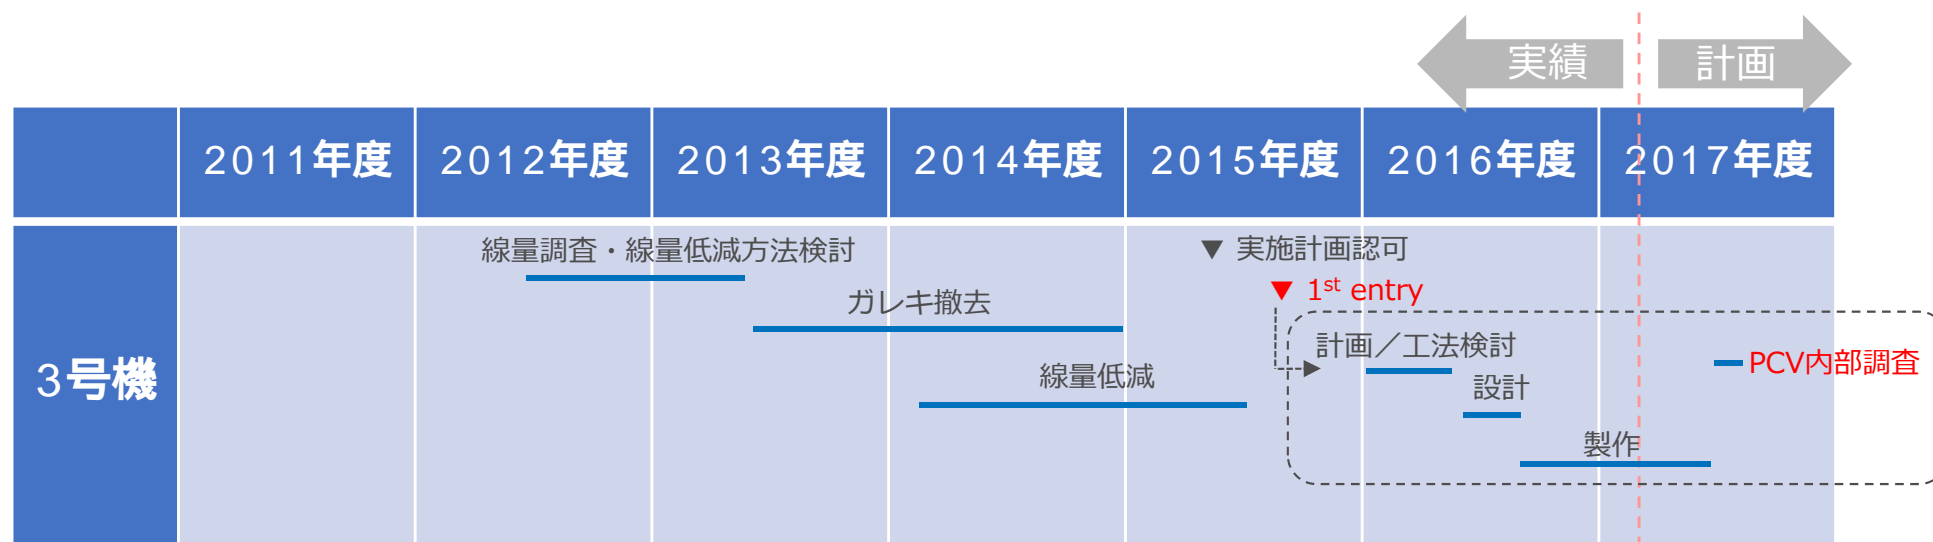 実績 計画
2011年度 2012年度 2013年度 2014年度 2015年度 2016年度 2017年度
3号機
線量調査・線量低減方法検討
▼ 実施計画認可
▼ 1st entry
ガレキ撤去
計画／工法検討
PCV内部調査
線量低減
設計
製作